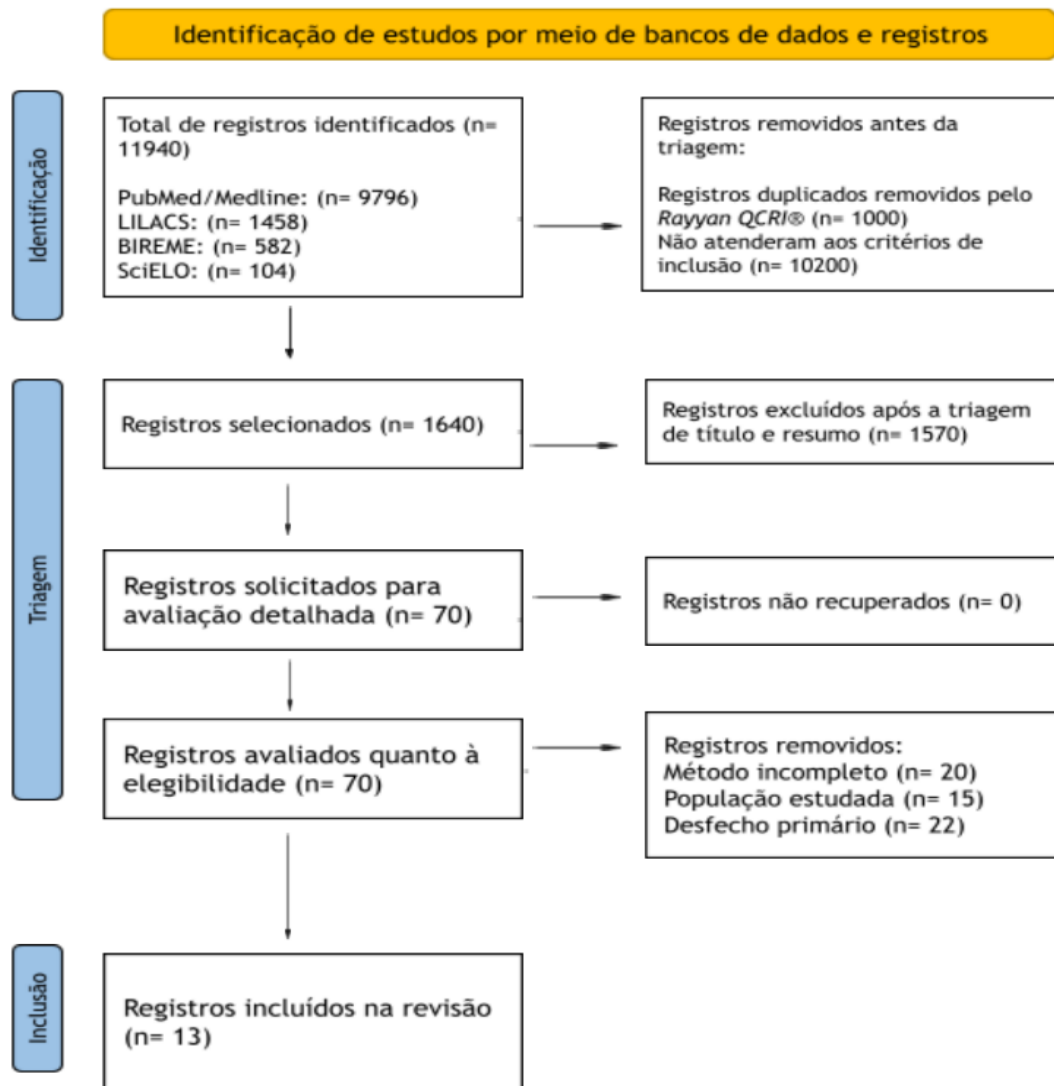 Identificação de estudos por meio de bancos de dados e registros
Identificação
Total de registros identificados (n=
11940)
PubMed/Medline: (n= 9796)
LILACS: (n= 1458)
BIREME: (n= 582)
SciELO: (n= 104)
Registros removidos antes da
triagem:
Registros duplicados removidos pelo
Rayyan QCRI® (n= 1000)
Não atenderam aos critérios de
inclusão (n= 10200)
Triagem
Registros selecionados (n= 1640)
Registros excluídos após a triagem
de título e resumo (n= 1570)
Registros solicitados para
avaliação detalhada (n= 70)
Registros não recuperados (n= 0)
Registros avaliados quanto à
elegibilidade (n= 70)
Registros removidos:
Método incompleto (n= 20)
População estudada (n= 15)
Desfecho primário (n= 22)
Inclusão
Registros incluídos na revisão
(n= 13)